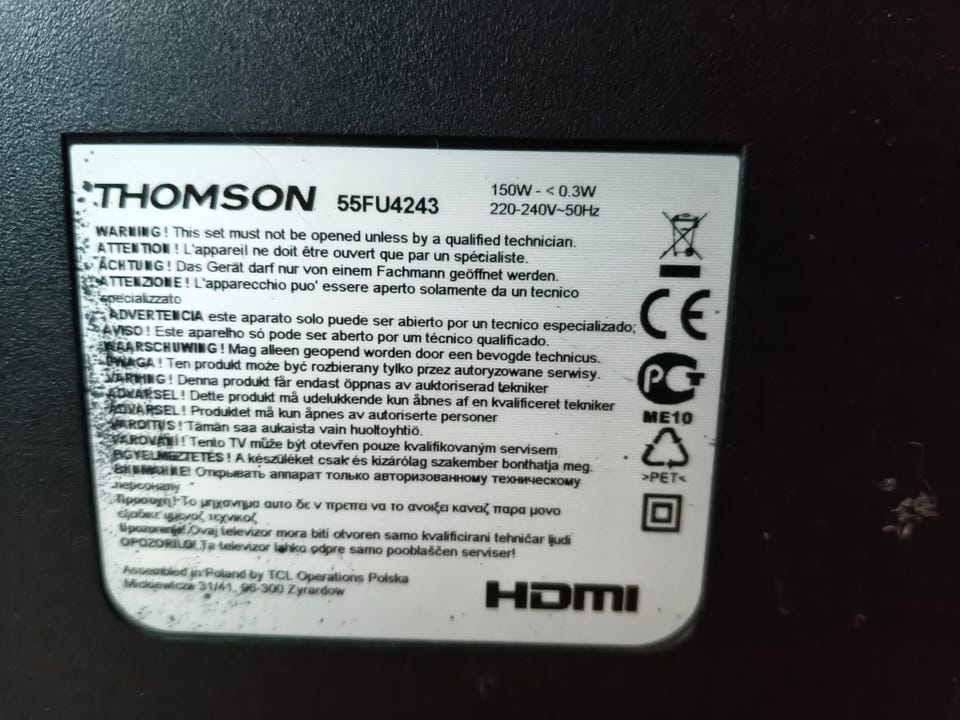 THOMSON 55FU4243
150W - < 0.3W
220-240V~50Hz
WARNING ! This set must not be opened unless by a qualified technician.
ATTENTION ! L'appareil ne doit être ouvert que par un spécialiste.
ACHTUNG ! Das Gerät darf nur von einem Fachmann geöffnet werden.
ATTENZIONE ! L'apparecchio puo' essere aperto solamente da un tecnico
specializzato
ADVERTENCIA este aparato solo puede ser abierto por un tecnico especializado;
AVISO ! Este aparelho só pode ser aberto por um técnico qualificado.
WAARSCHUWING ! Mag alleen geopend worden door een bevogde technicus.
UWAGA ! Ten produkt może być rozbierany tylko przez autoryzowane serwisy.
VARNING ! Denna produkt får endast öppnas av auktoriserad tekniker
ADVARSEL ! Dette produkt må udelukkende kun åbnes af en kvalificeret tekniker
ADVARSEL ! Produktet må kun åpnes av autoriserte personer
VAROITUS ! Tämän saa aukaista vain huoltoyhtiö.
VAROVÁNÍ ! Tento TV může být otevřen pouze kvalifikovaným servisem
FIGYELMEZTETÉS ! A készüléket csak és kizárólag szakember bonthatja meg.
ВНИМАНИЕ! Открывать аппарат только авторизованному техническому
персоналу
Προσοχη ! Το μηχανημα αυτο δε ν πρεπει να το ανοιξει κανειζ παρα μονο
εξειδικε υμενοζ τεχνικοζ
Upozorenje! Ovaj televizor mora biti otvoren samo kvalificirani tehničar ljudi
OPOZORILO! Ta televizor lahko odpre samo pooblaščen serviser!
Assembled in Poland by TCL Operations Polska
Mickiewicza 31/41, 96-300 Zyrardow
CE
ME10
>PET<
HDMI